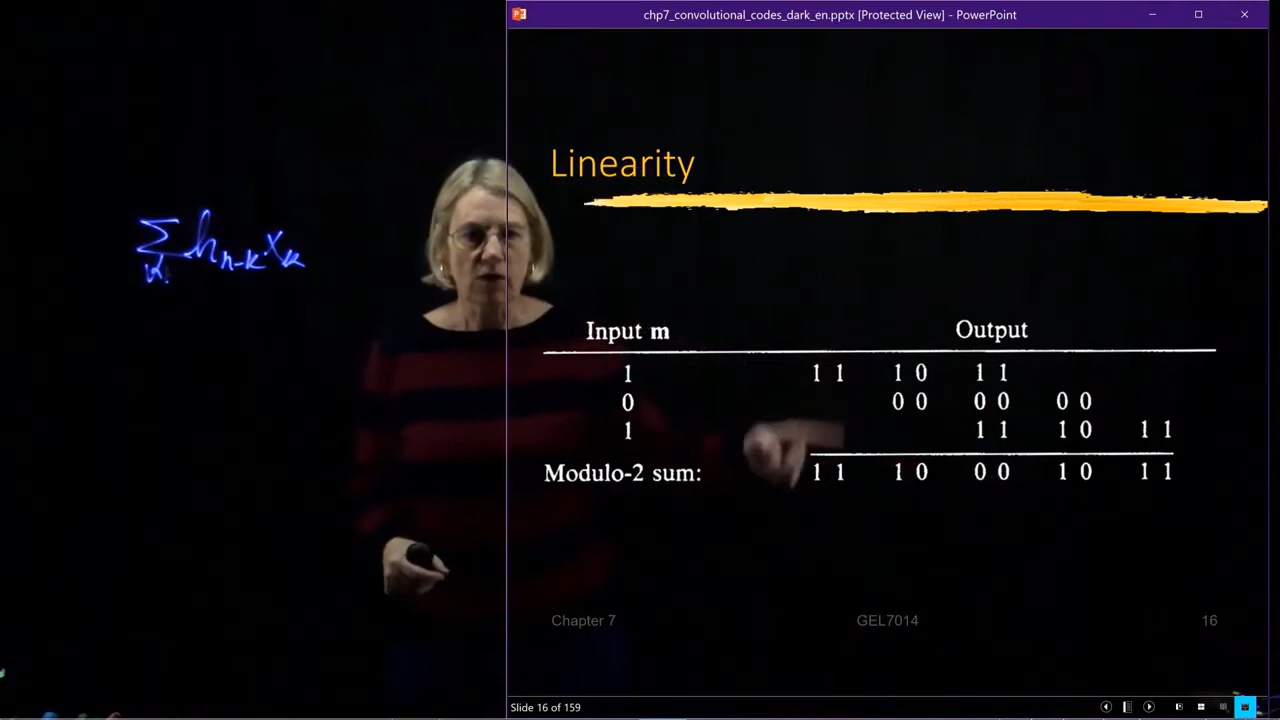 chp7_convolutional_codes_dark_en.pptx [Protected View] - PowerPoint
Linearity
∑ h n-k x k
k
Input m Output
1 1 1 1 0 1 1
0 0 0 0 0 0 0
1 1 1 1 0 1 1
Modulo-2 sum: 1 1 1 0 0 0 1 0 1 1
Chapter 7 GEL7014 16
Slide 16 of 159